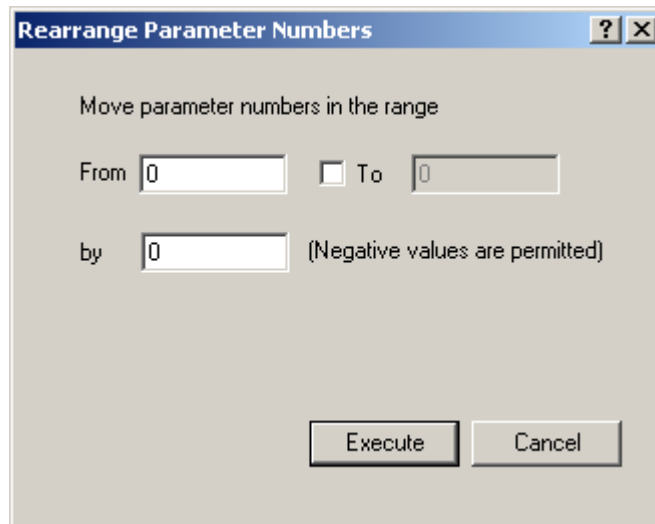 Rearrange Parameter Numbers ? X
Move parameter numbers in the range
From 0 To 0
by 0 (Negative values are permitted)
Execute Cancel